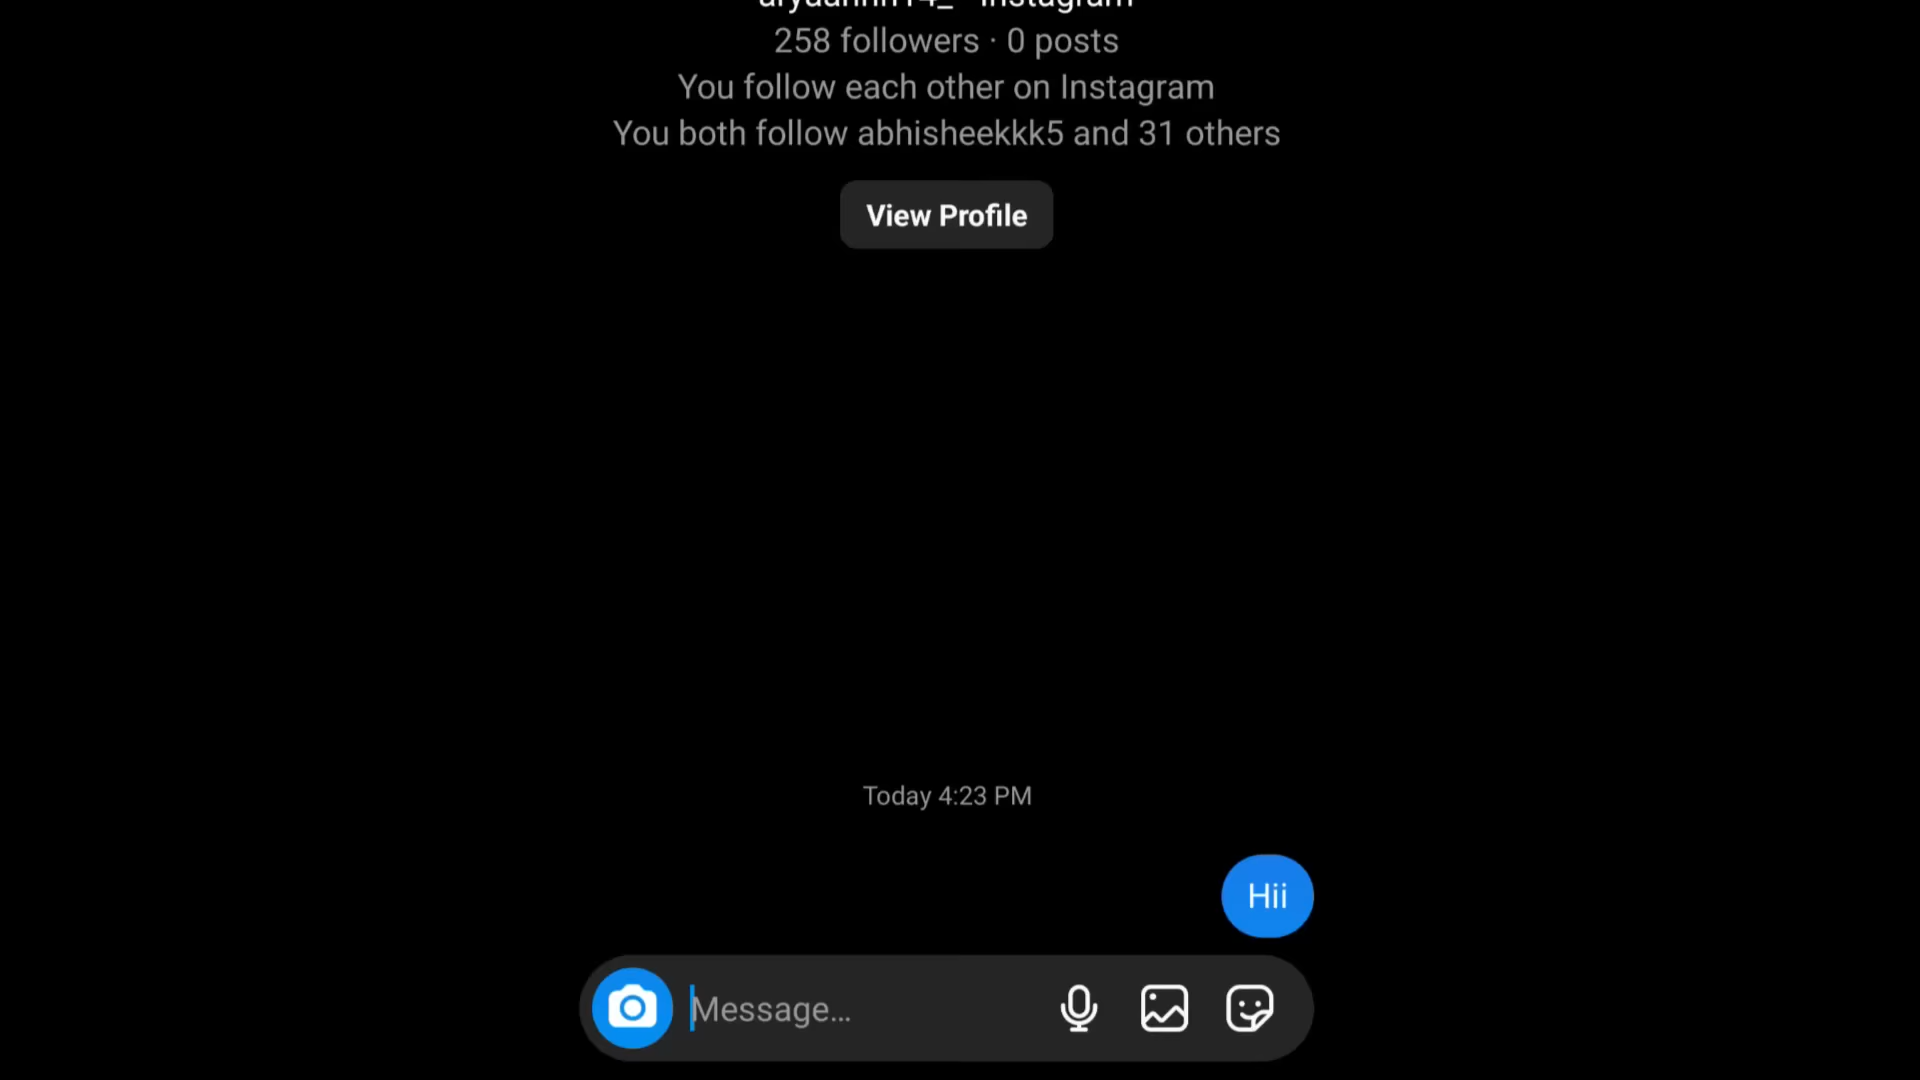 258 followers · 0 posts
You follow each other on Instagram
You both follow abhisheekkk5 and 31 others
View Profile
Today 4:23 PM
Hii
Message...